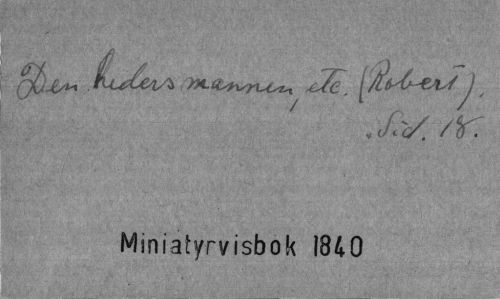 Den hedersmannen, etc. (Robert).
Sid. 18.
Miniatyrvisbok 1840